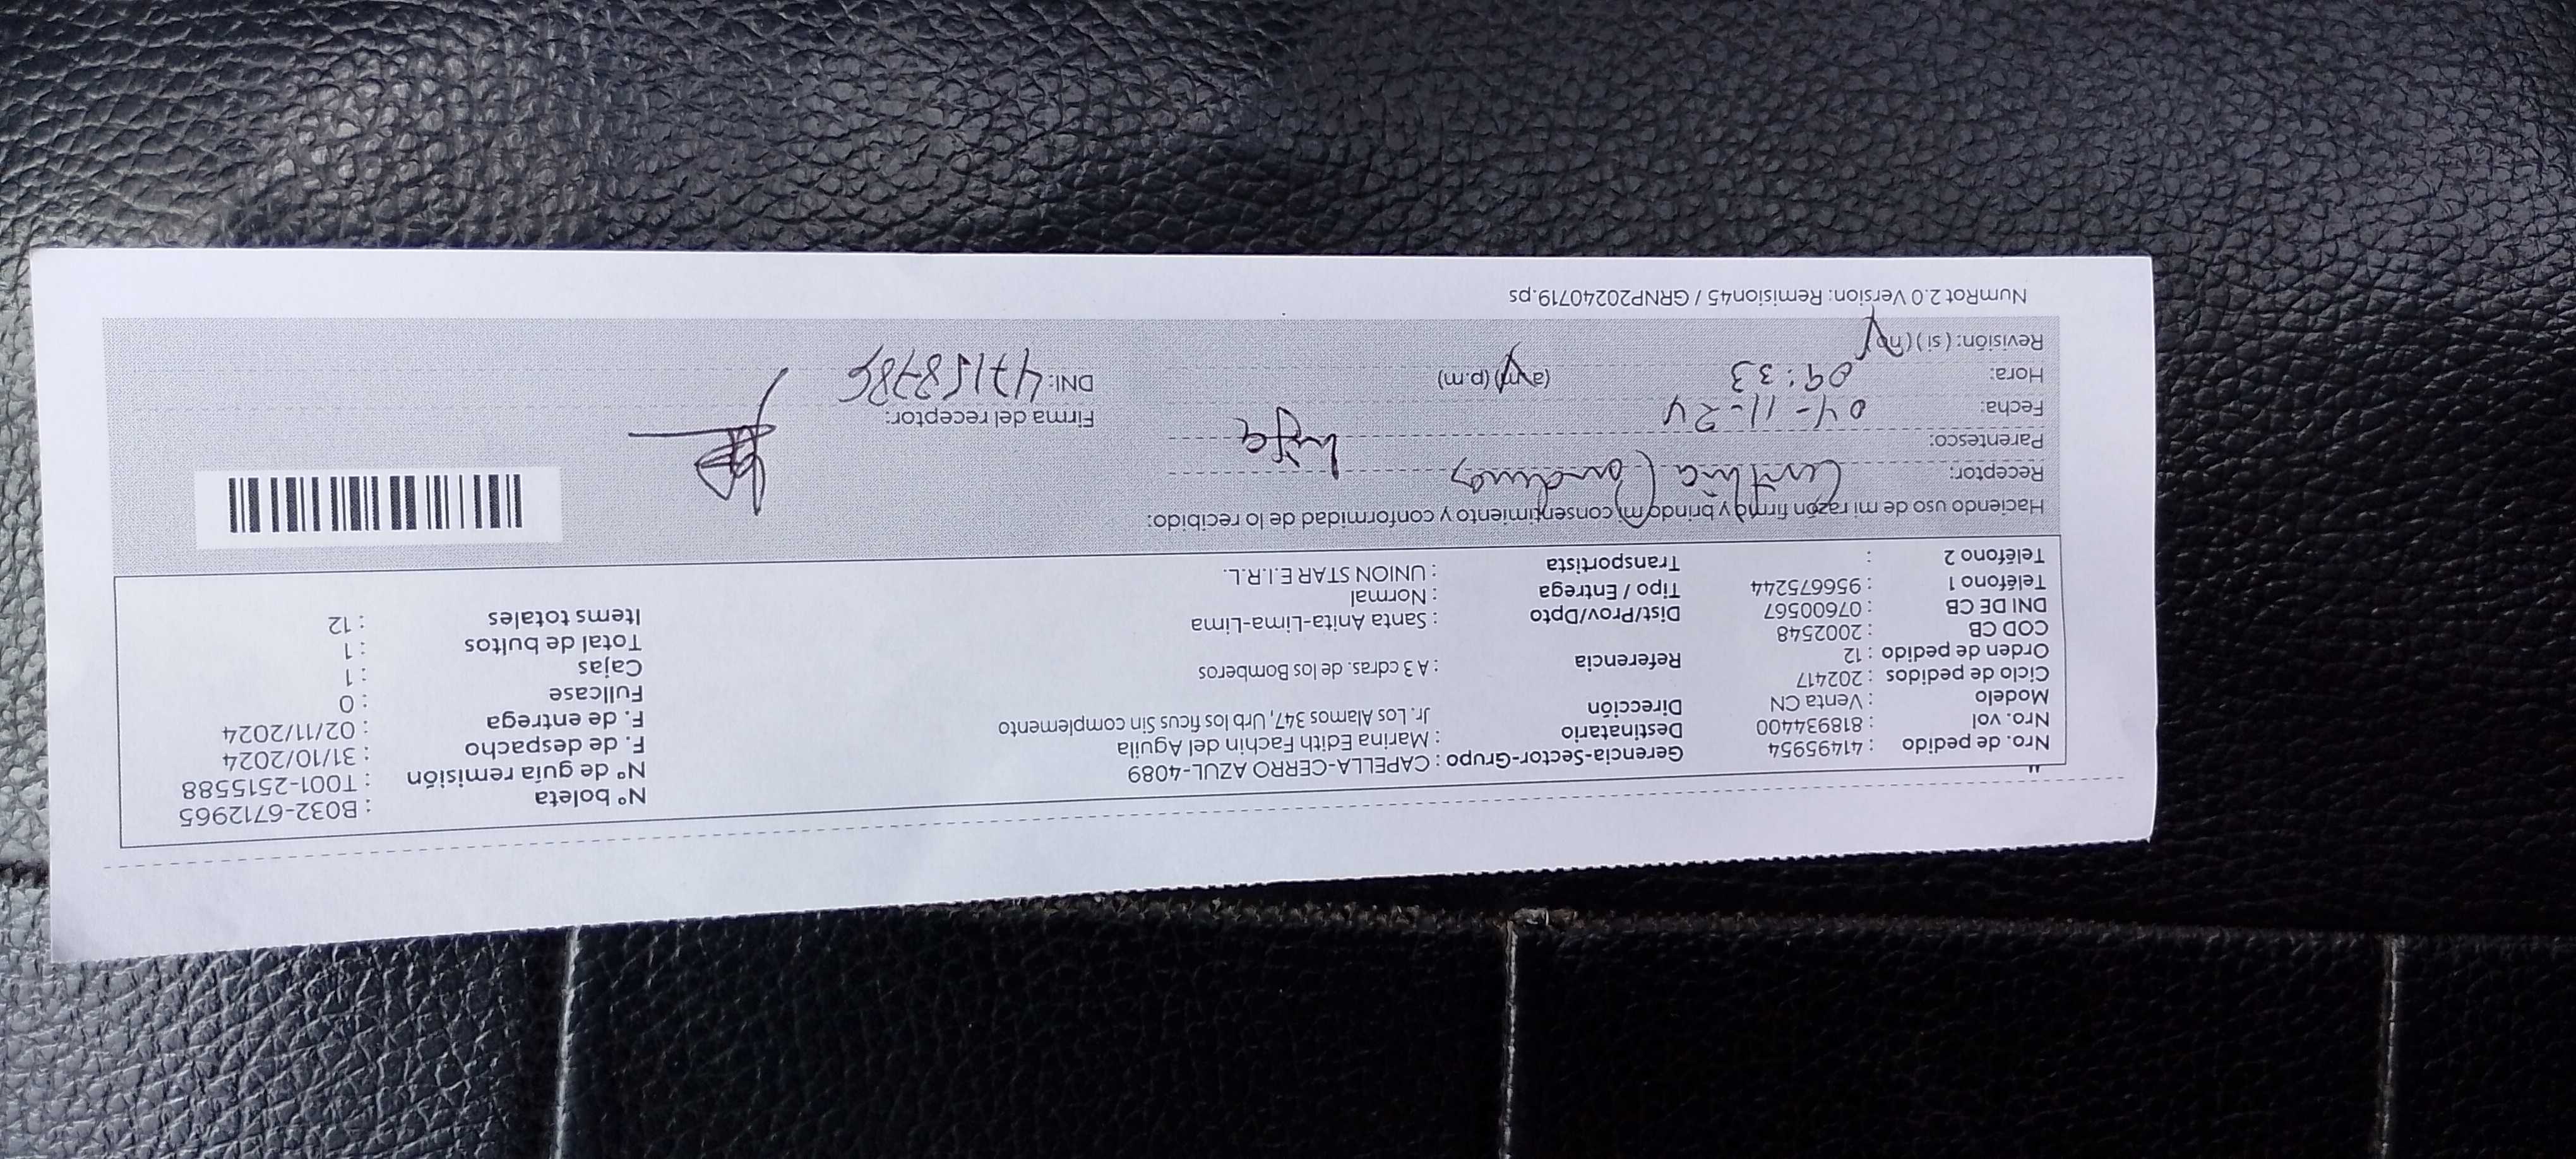 Nro. de pedido : 41495954 Gerencia-Sector-Grupo : CAPELLA-CERRO AZUL-4089 Nº boleta : B032-6712965
Nro. vol : 818934400 Destinatario : Marina Edith Fachin del Aguila Nº de guía remisión : T001-2515588
Modelo : Venta CN Dirección Jr. Los Alamos 347, Urb los ficus Sin complemento F. de despacho : 31/10/2024
Ciclo de pedidos : 202417 F. de entrega : 02/11/2024
Orden de pedido : 12 Referencia : A 3 cdras. de los Bomberos Fullcase : 0
COD CB : 2002548 Cajas : 1
DNI DE CB : 07600567 Dist/Prov/Dpto : Santa Anita-Lima-Lima Total de bultos : 1
Teléfono 1 : 956675244 Tipo / Entrega : Normal Items totales : 12
Teléfono 2 : Transportista : UNION STAR E.I.R.L.
Haciendo uso de mi razón firmo y brindo mi consentimiento y conformidad de lo recibido:
Receptor:
Parentesco: hija
Fecha: 04-11-24 Firma del receptor:
Hora: 09:33 (a.m) (p.m) DNI: 47158785
Revisión: (si) (no)
NumRot 2.0 Version: Remision45 / GRNP20240719.ps